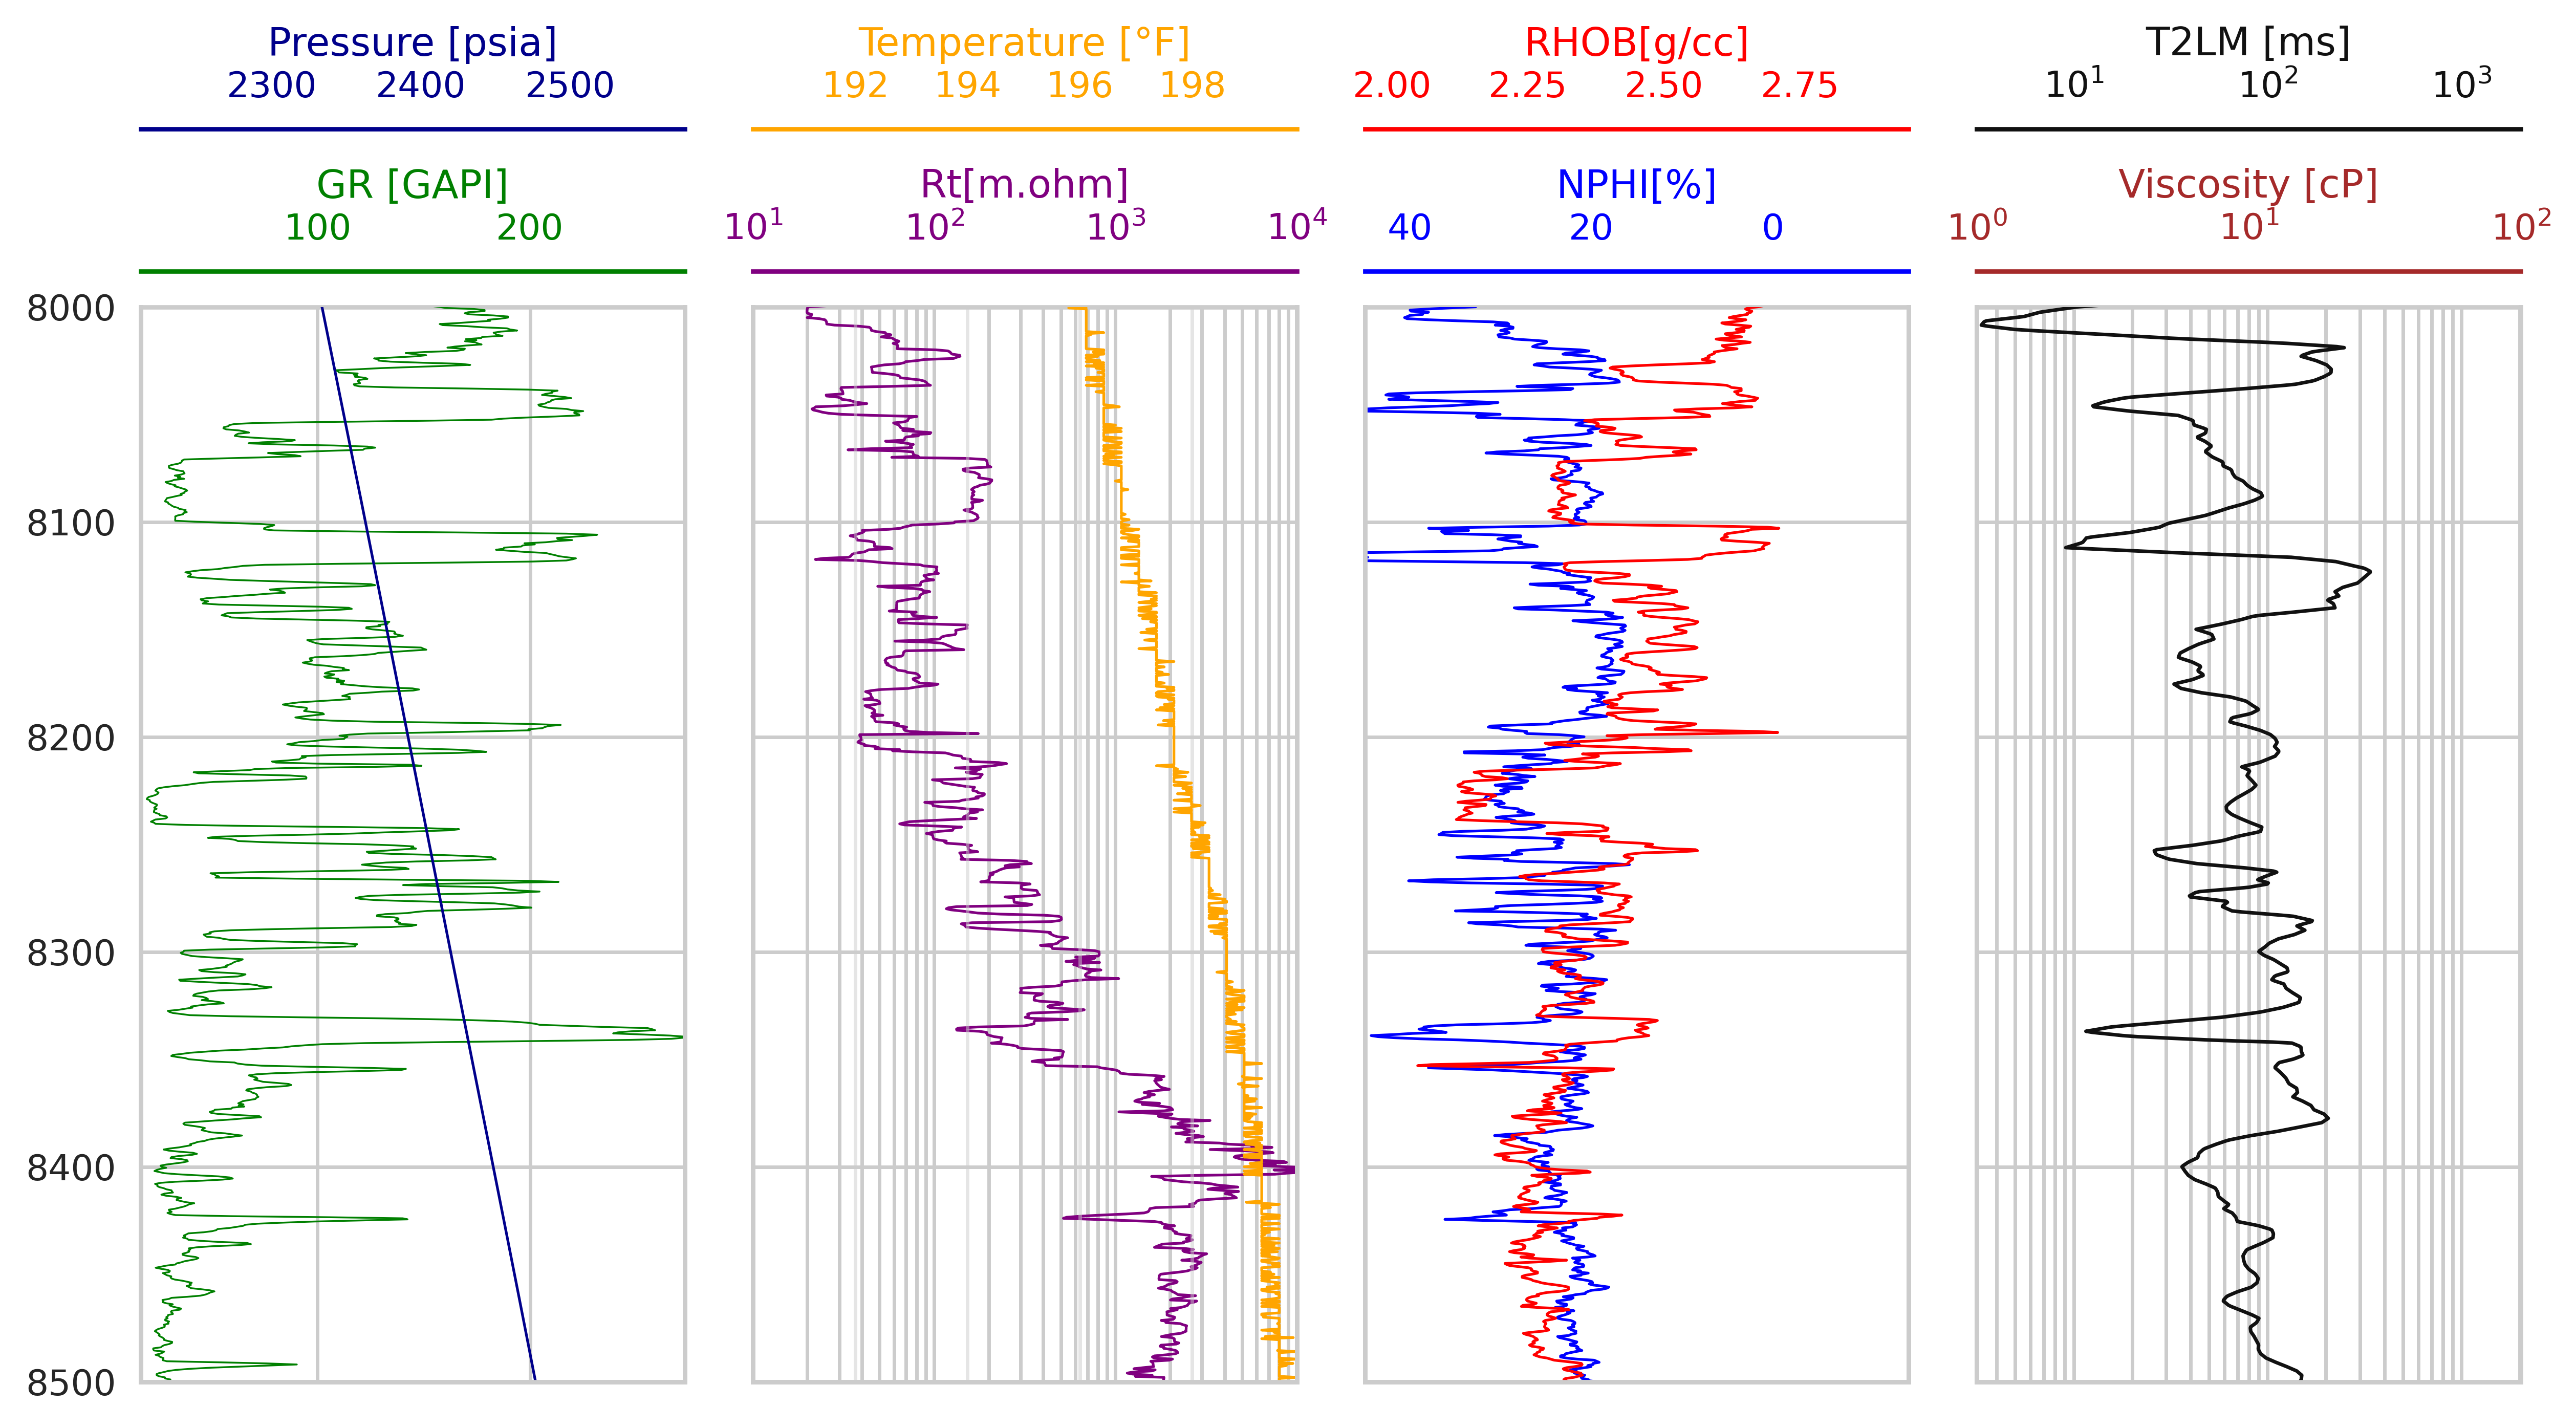 Pressure [psia]
2300 2400 2500
GR [GAPI]
100 200
Temperature [°F]
192 194 196 198
Rt[m.ohm]
10¹ 10² 10³ 10⁴
RHOB[g/cc]
2.00 2.25 2.50 2.75
NPHI[%]
40 20 0
T2LM [ms]
10¹ 10² 10³
Viscosity [cP]
10⁰ 10¹ 10²
8000
8100
8200
8300
8400
8500